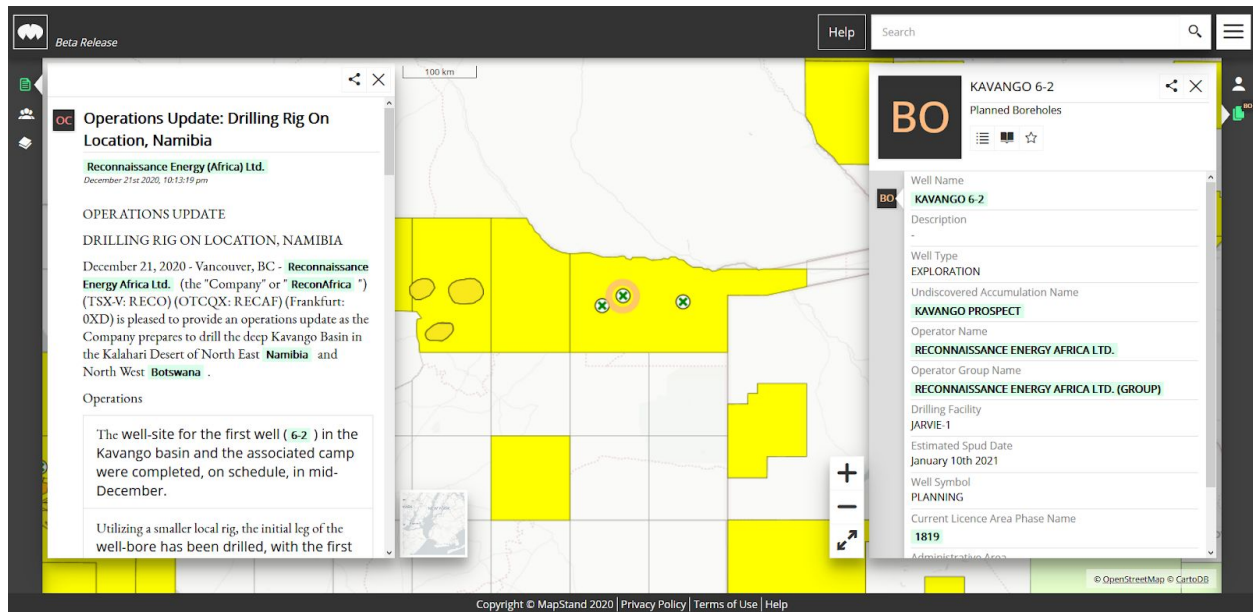 Beta Release
Help
Search
100 km
OC
Operations Update: Drilling Rig On
Location, Namibia
Reconnaissance Energy (Africa) Ltd.
December 21st 2020, 10:13:19 pm
OPERATIONS UPDATE
DRILLING RIG ON LOCATION, NAMIBIA
December 21, 2020 - Vancouver, BC - Reconnaissance
Energy Africa Ltd. (the "Company" or " ReconAfrica ")
(TSX-V: RECO) (OTCQX: RECAF) (Frankfurt:
0XD) is pleased to provide an operations update as the
Company prepares to drill the deep Kavango Basin in
the Kalahari Desert of North East Namibia and
North West Botswana .
Operations
The well-site for the first well ( 6-2 ) in the
Kavango basin and the associated camp
were completed, on schedule, in mid-
December.
Utilizing a smaller local rig, the initial leg of the
well-bore has been drilled, with the first
BO
KAVANGO 6-2
Planned Boreholes
BO
BO
Well Name
KAVANGO 6-2
Description
-
Well Type
EXPLORATION
Undiscovered Accumulation Name
KAVANGO PROSPECT
Operator Name
RECONNAISSANCE ENERGY AFRICA LTD.
Operator Group Name
RECONNAISSANCE ENERGY AFRICA LTD. (GROUP)
Drilling Facility
JARVIE-1
Estimated Spud Date
January 10th 2021
Well Symbol
PLANNING
Current Licence Area Phase Name
1819
Administrative Area
© OpenStreetMap © CartoDB
Copyright © MapStand 2020 | Privacy Policy | Terms of Use | Help